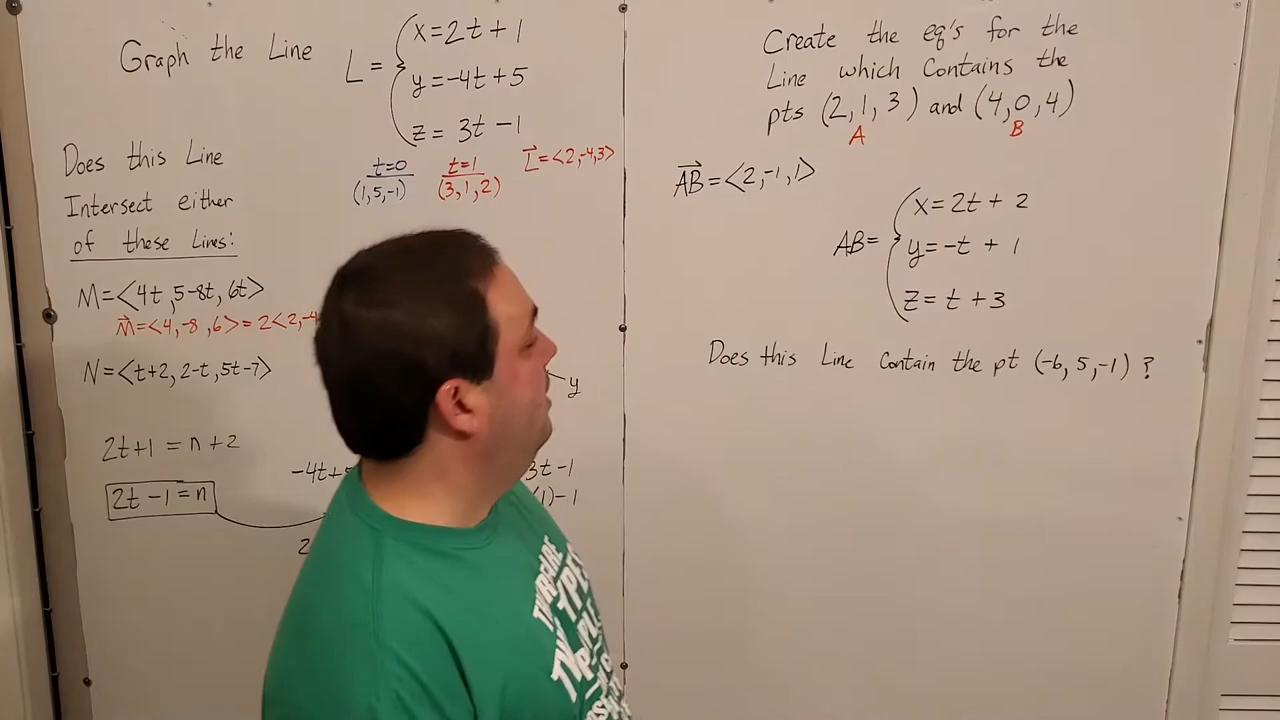 Graph the Line
L =
x=2t+1
y=-4t+5
z=3t-1
t=0
(1,5,-1)
t=1
(3,1,2)
L=<2,-4,3>
Does this Line
Intersect either
of these Lines:
M=<4t,5-8t,6t>
M=<4,-8,6>=2<2,-4
N=<t+2,2-t,5t-7>
2t+1=n+2
2t-1=n
-4t+
2
y
3t-1
(1)-1
Create the eq's for the
Line which contains the
pts (2,1,3) and (4,0,4)
A
B
AB=<2,-1,1>
AB=
x=2t+2
y=-t+1
z=t+3
Does this Line contain the pt (-6,5,-1)?